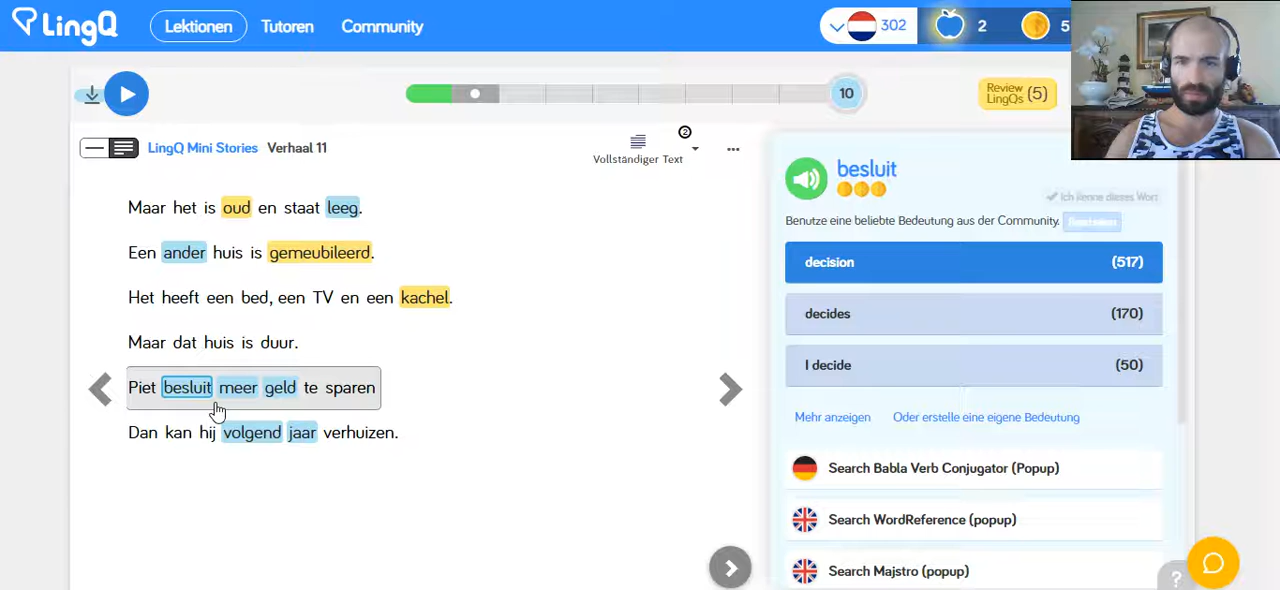 LingQ
Lektionen
Tutoren
Community
302
2
5
10
Review
LingQs (5)
LingQ Mini Stories Verhaal 11
2
Vollständiger Text
...
Maar het is oud en staat leeg.
Een ander huis is gemeubileerd.
Het heeft een bed, een TV en een kachel.
Maar dat huis is duur.
Piet besluit meer geld te sparen
Dan kan hij volgend jaar verhuizen.
besluit
Ich kenne dieses Wort
Benutze eine beliebte Bedeutung aus der Community.
decision (517)
decides (170)
I decide (50)
Mehr anzeigen Oder erstelle eine eigene Bedeutung
Search Babla Verb Conjugator (Popup)
Search WordReference (popup)
Search Majstro (popup)
?